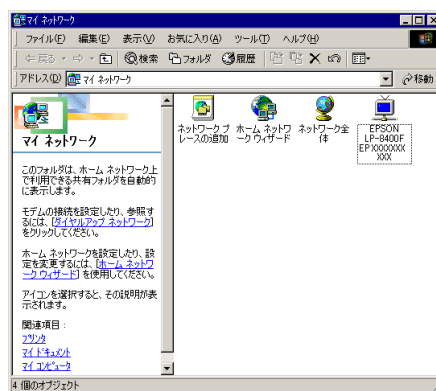 マイ ネットワーク
ファイル(F) 編集(E) 表示(V) お気に入り(A) ツール(T) ヘルプ(H)
戻る 検索 フォルダ 履歴
アドレス(D) マイ ネットワーク 移動
マイ ネットワーク
このフォルダは、ホーム ネットワーク上
で利用できる共有フォルダを自動的
に表示します。
モデムの接続を設定したり、参照す
るには、[ダイヤルアップ ネットワーク]
をクリックしてください。
ホーム ネットワークを設定したり、設
定を変更するには、[ホーム ネットワ
ーク ウィザード] を使用してください。
アイコンを選択すると、その説明が表
示されます。
関連項目:
プリンタ
マイ ドキュメント
マイ コンピュータ
ネットワーク プ
レースの追加
ホーム ネットワ
ーク ウィザード
ネットワーク全
体
EPSON
LP-8400F
EP XXXXXX
XXX
4 個のオブジェクト